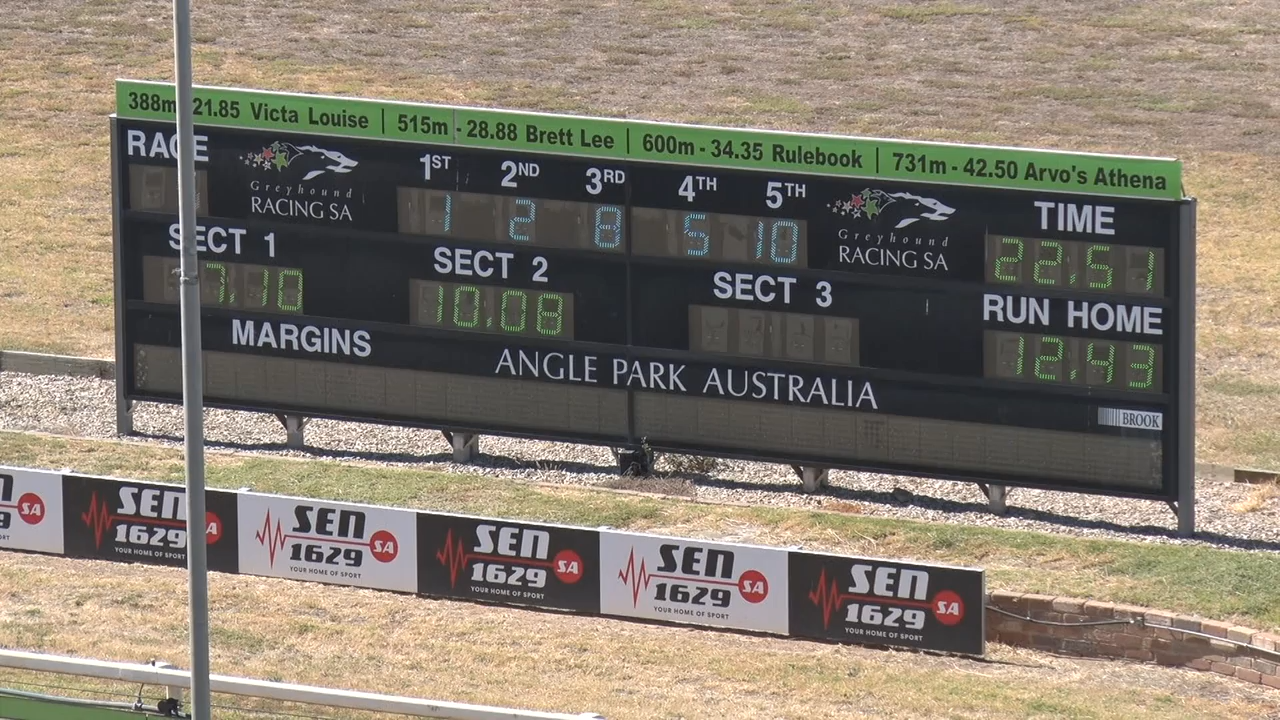 388m 21.85 Victa Louise | 515m - 28.88 Brett Lee | 600m - 34.35 Rulebook | 731m - 42.50 Arvo's Athena
RACE
Greyhound
RACING SA
1ST 2ND 3RD 4TH 5TH
1 2 8 5 10
Greyhound
RACING SA
TIME
22.51
SECT 1
7.10
SECT 2
10.08
SECT 3
RUN HOME
12.43
MARGINS
ANGLE PARK AUSTRALIA
BROOK
SA
SEN
1629
YOUR HOME OF SPORT
SEN
1629 SA
YOUR HOME OF SPORT
SEN
1629 SA
YOUR HOME OF SPORT
SEN
1629 SA
YOUR HOME OF SPORT
SEN
1629 SA
YOUR HOME OF SPORT